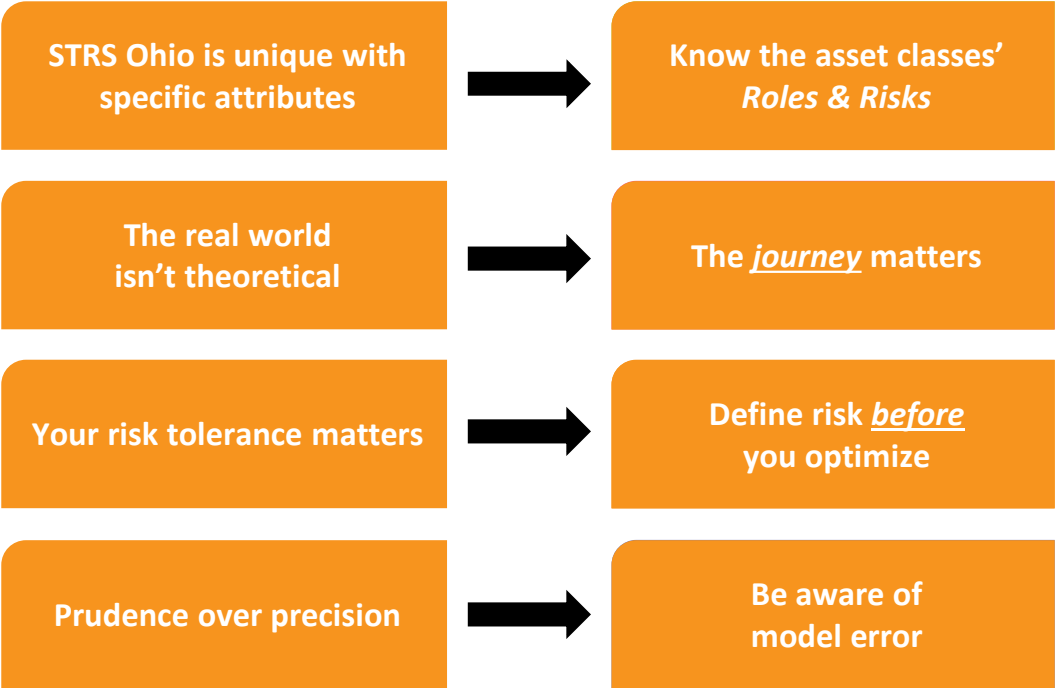 STRS Ohio is unique with
specific attributes
Know the asset classes’
Roles & Risks
The real world
isn’t theoretical
The journey matters
Your risk tolerance matters
Define risk before
you optimize
Prudence over precision
Be aware of
model error